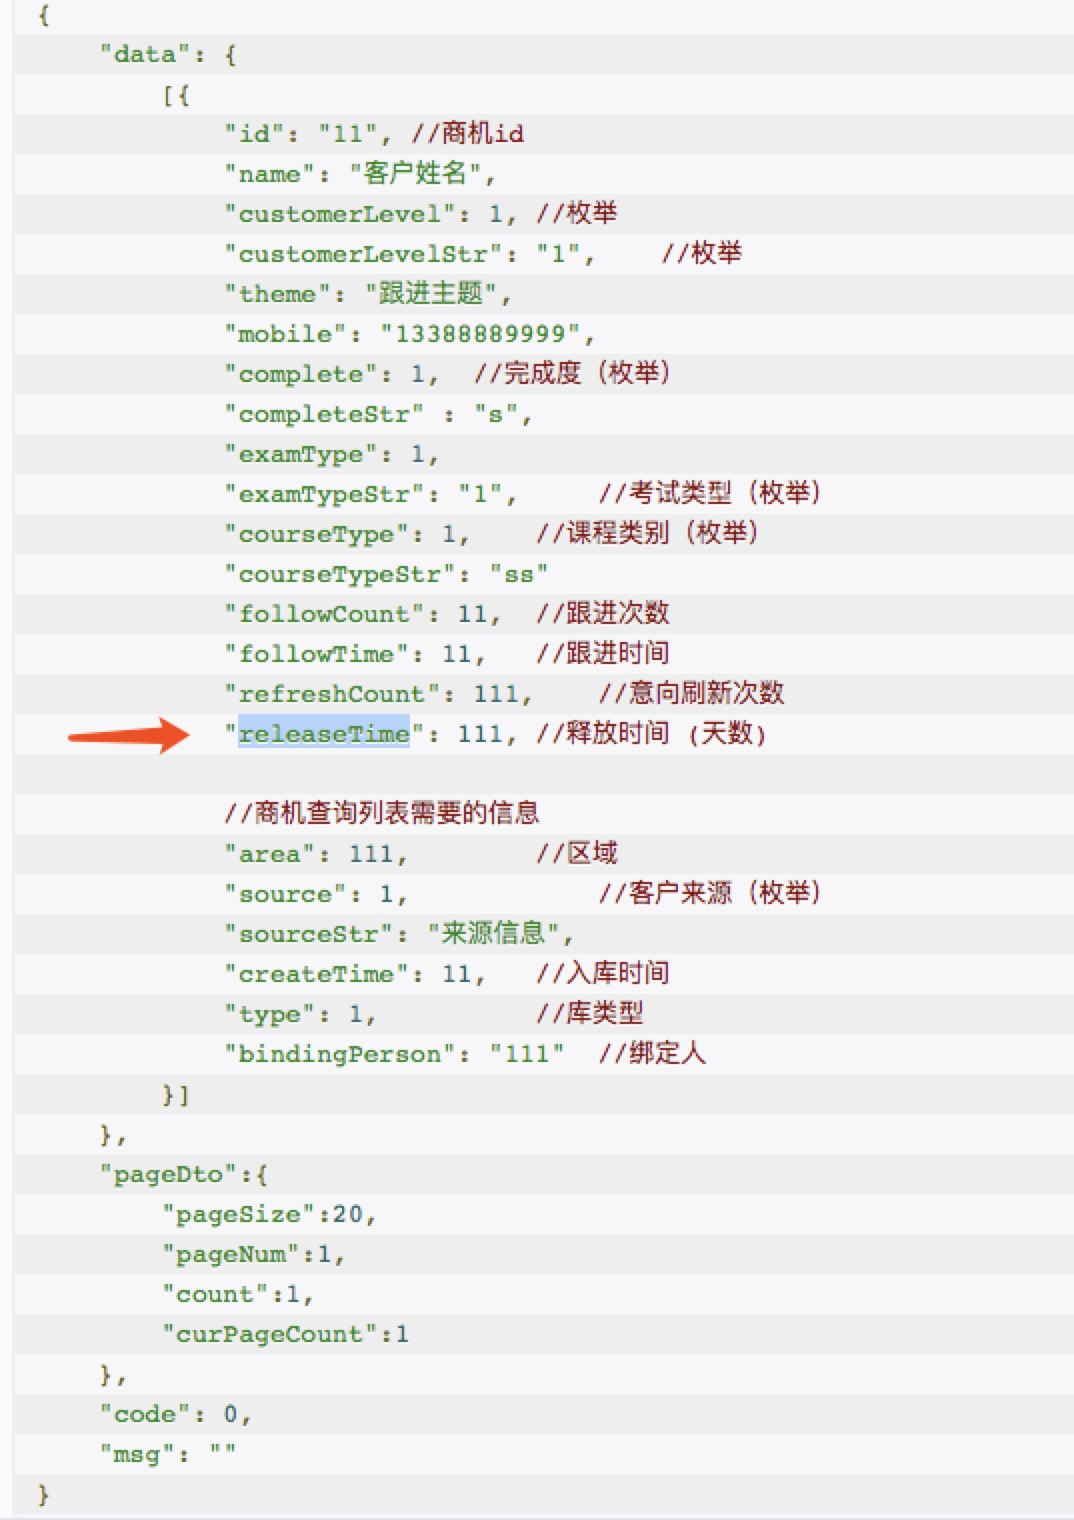 {
"data": {
[{
"id": "11", //商机id
"name": "客户姓名",
"customerLevel": 1, //枚举
"customerLevelStr": "1", //枚举
"theme": "跟进主题",
"mobile": "13388889999",
"complete": 1, //完成度（枚举）
"completeStr" : "s",
"examType": 1,
"examTypeStr": "1", //考试类型（枚举）
"courseType": 1, //课程类别（枚举）
"courseTypeStr": "ss"
"followCount": 11, //跟进次数
"followTime": 11, //跟进时间
"refreshCount": 111, //意向刷新次数
"releaseTime": 111, //释放时间 (天数)
//商机查询列表需要的信息
"area": 111, //区域
"source": 1, //客户来源（枚举）
"sourceStr": "来源信息",
"createTime": 11, //入库时间
"type": 1, //库类型
"bindingPerson": "111" //绑定人
}]
},
"pageDto":{
"pageSize":20,
"pageNum":1,
"count":1,
"curPageCount":1
},
"code": 0,
"msg": ""
}